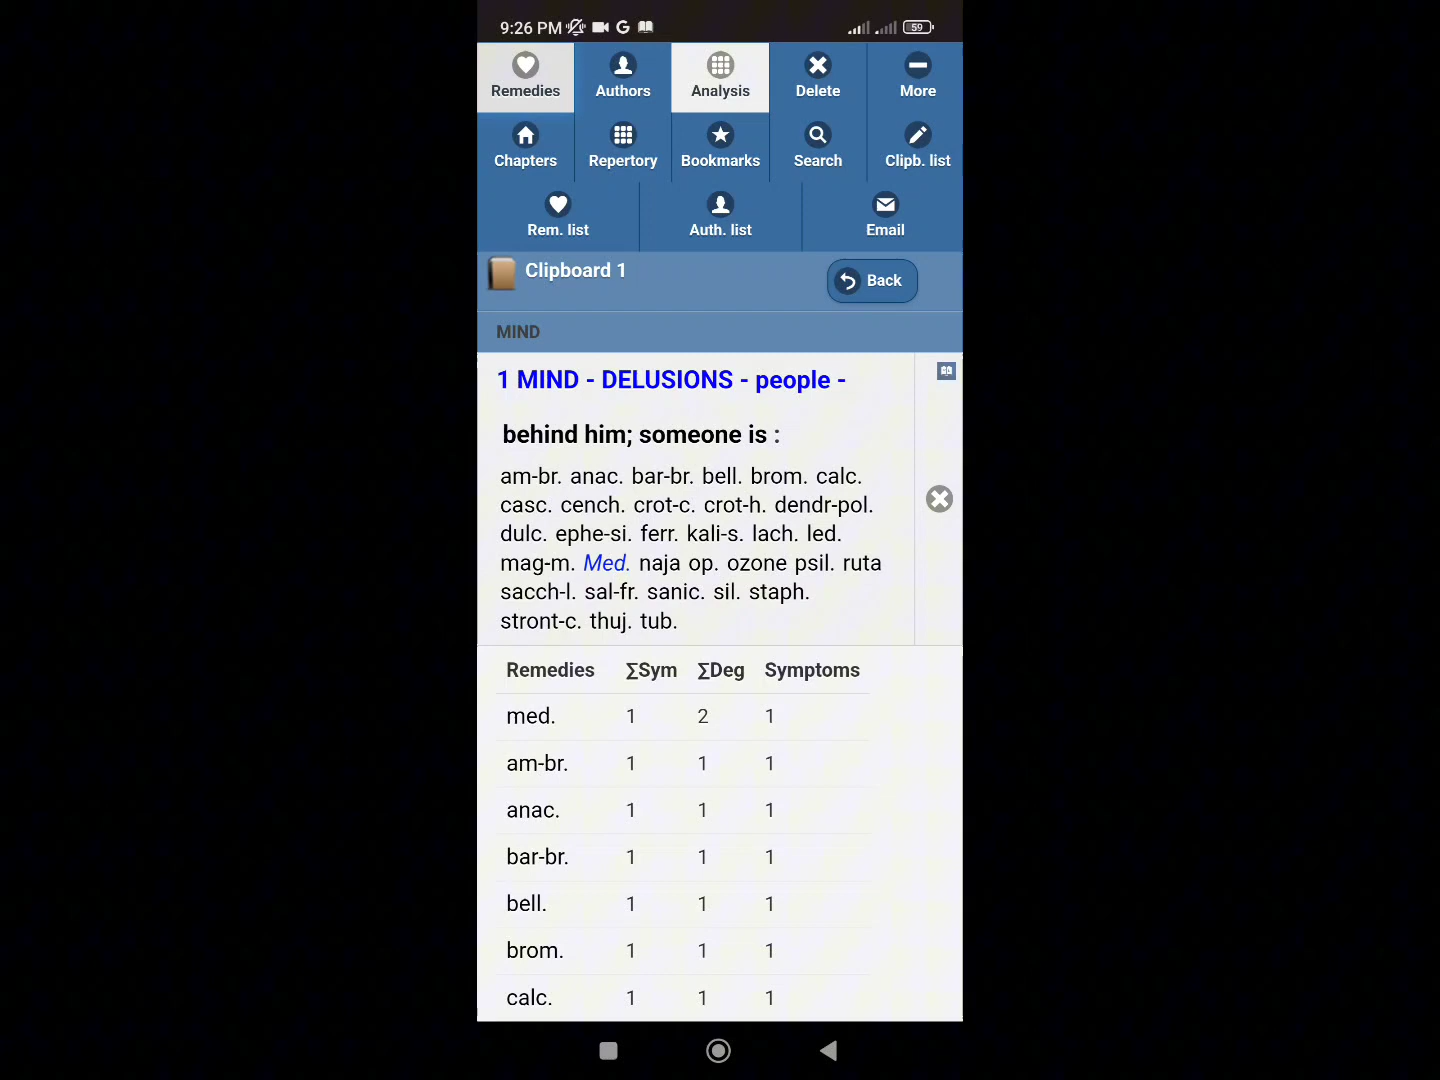 9:26 PM G 59
Remedies Authors Analysis Delete More
Chapters Repertory Bookmarks Search Clipb. list
Rem. list Auth. list Email
Clipboard 1 Back
MIND
1 MIND - DELUSIONS - people -
behind him; someone is :
am-br. anac. bar-br. bell. brom. calc.
casc. cench. crot-c. crot-h. dendr-pol.
dulc. ephe-si. ferr. kali-s. lach. led.
mag-m. Med. naja op. ozone psil. ruta
sacch-l. sal-fr. sanic. sil. staph.
stront-c. thuj. tub.
Remedies ∑Sym ∑Deg Symptoms
med. 1 2 1
am-br. 1 1 1
anac. 1 1 1
bar-br. 1 1 1
bell. 1 1 1
brom. 1 1 1
calc. 1 1 1